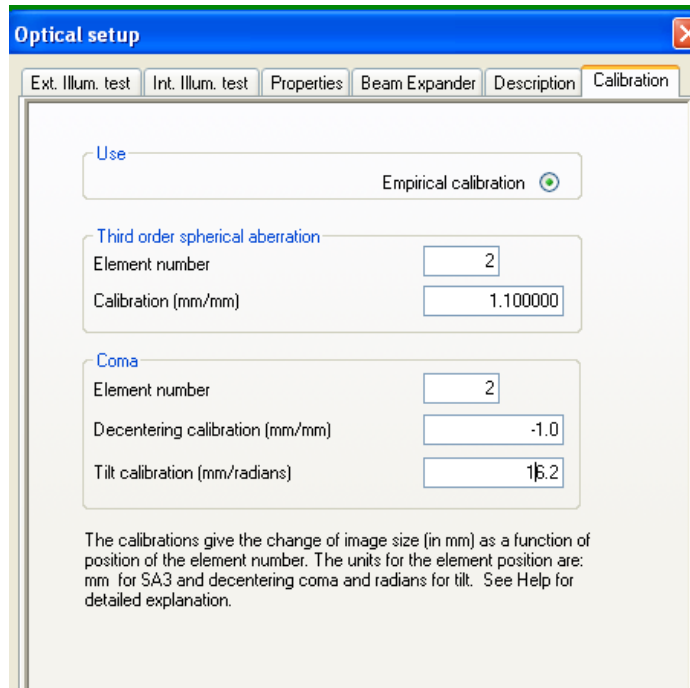 Optical setup
Ext. Illum. test Int. Illum. test Properties Beam Expander Description Calibration
Use
Empirical calibration
Third order spherical aberration
Element number 2
Calibration (mm/mm) 1.100000
Coma
Element number 2
Decentering calibration (mm/mm) -1.0
Tilt calibration (mm/radians) 16.2
The calibrations give the change of image size (in mm) as a function of
position of the element number. The units for the element position are:
mm for SA3 and decentering coma and radians for tilt. See Help for
detailed explanation.